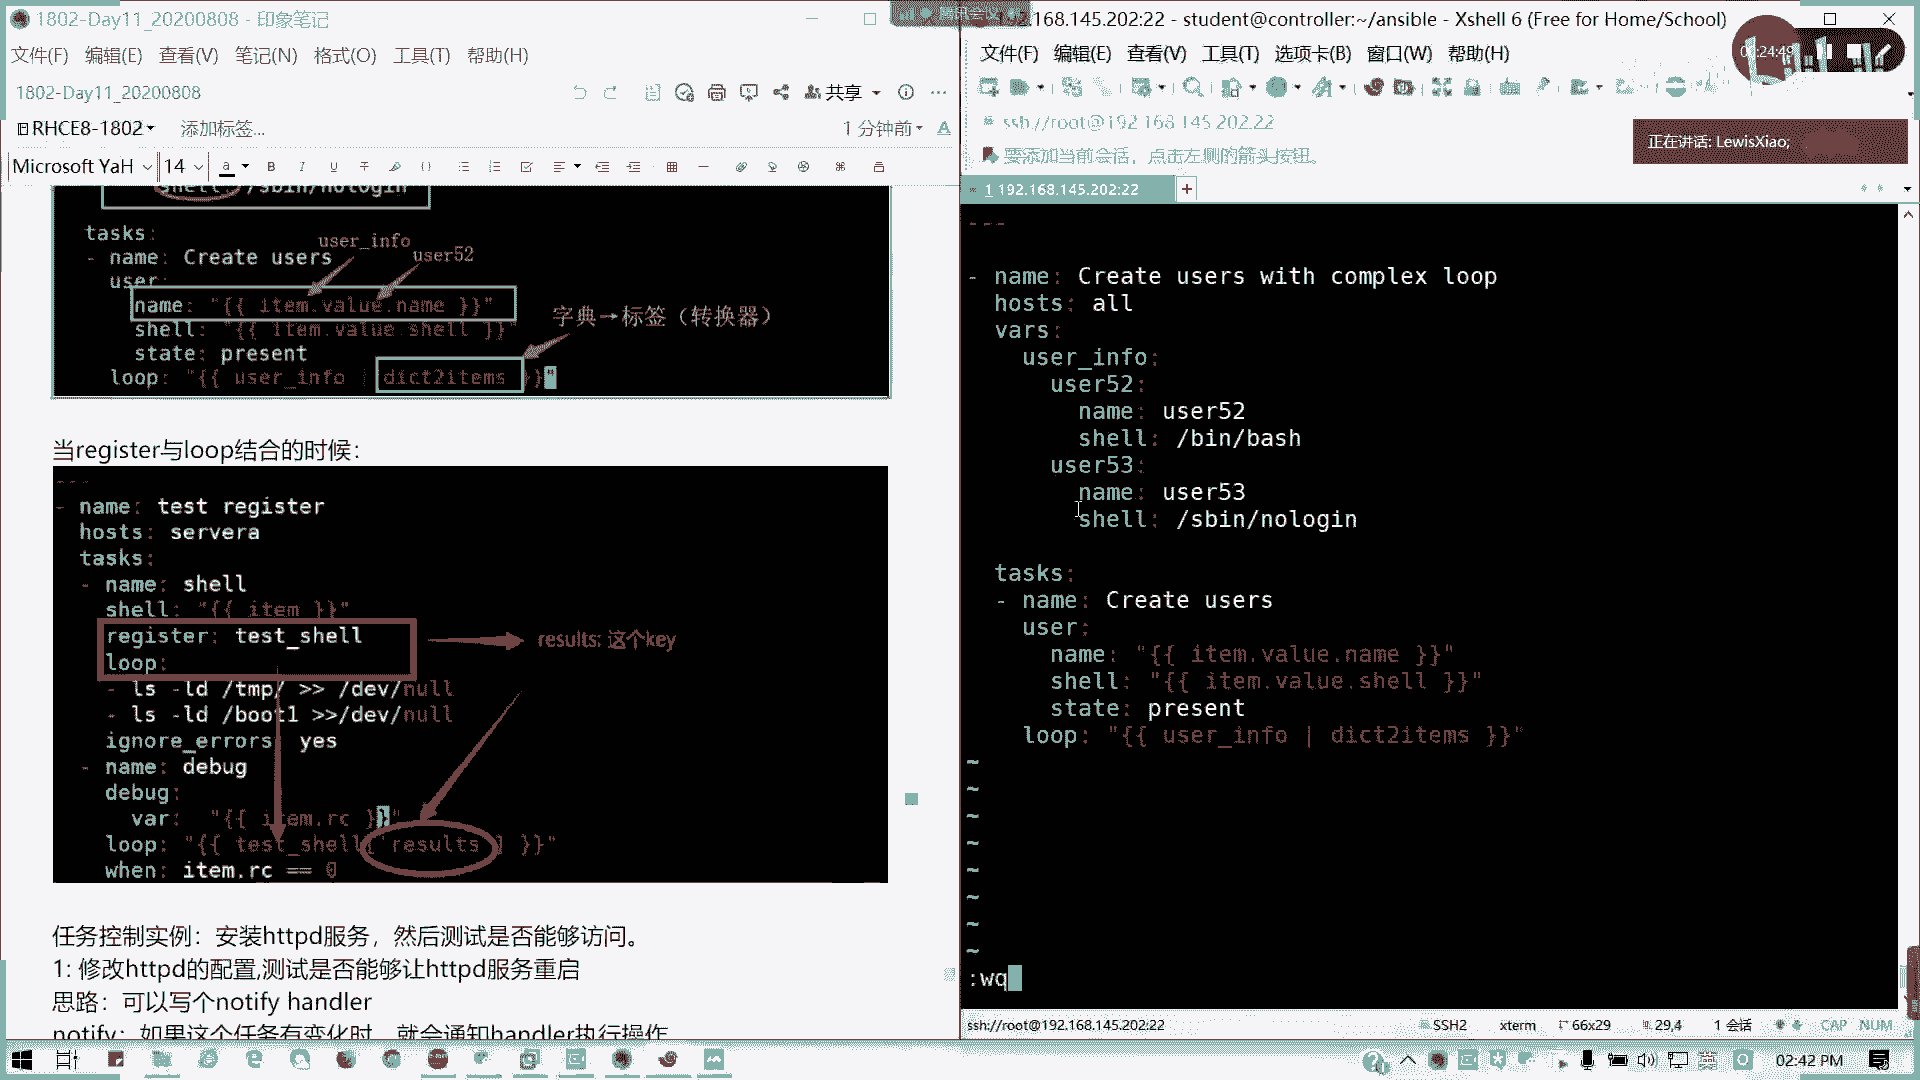 1802-Day11_20200808 - 印象笔记
文件(F) 编辑(E) 查看(V) 笔记(N) 格式(O) 工具(T) 帮助(H)
1802-Day11_20200808
共享
RHCE8-1802 添加标签...
1 分钟前
Microsoft YaH 14
shell: /sbin/nologin
tasks:
user_info
- name: Create users
user52
user:
name: "{{ item.value.name }}"
字典→标签（转换器）
shell: "{{ item.value.shell }}"
state: present
loop: "{{ user_info | dict2items }}"
当register与loop结合的时候：
---
- name: test register
hosts: servera
tasks:
- name: shell
shell: "{{ item }}"
register: test_shell
results: 这个key
loop:
- ls -ld /tmp/ >> /dev/null
- ls -ld /boot1 >>/dev/null
ignore_errors: yes
- name: debug
debug:
var: "{{ item.rc }}"
loop: "{{ test_shell['results'] }}"
when: item.rc == 0
任务控制实例：安装httpd服务，然后测试是否能够访问。
1: 修改httpd的配置,测试是否能够让httpd服务重启
思路：可以写个notify handler
notify：如果这个任务有变化时，就会通知handler执行操作
192.168.145.202:22 - student@controller:~/ansible - Xshell 6 (Free for Home/School)
文件(F) 编辑(E) 查看(V) 工具(T) 选项卡(B) 窗口(W) 帮助(H)
ssh://root@192.168.145.202:22
要添加当前会话，点击左侧的箭头按钮。
正在讲话: LewisXiao;
1 192.168.145.202:22
---
- name: Create users with complex loop
hosts: all
vars:
user_info:
user52:
name: user52
shell: /bin/bash
user53:
name: user53
shell: /sbin/nologin
tasks:
- name: Create users
user:
name: "{{ item.value.name }}"
shell: "{{ item.value.shell }}"
state: present
loop: "{{ user_info | dict2items }}"
~
~
~
~
~
~
~
~
:wq
ssh://root@192.168.145.202:22 SSH2 xterm 66x29 29,4 1 会话 CAP NUM
02:42 PM